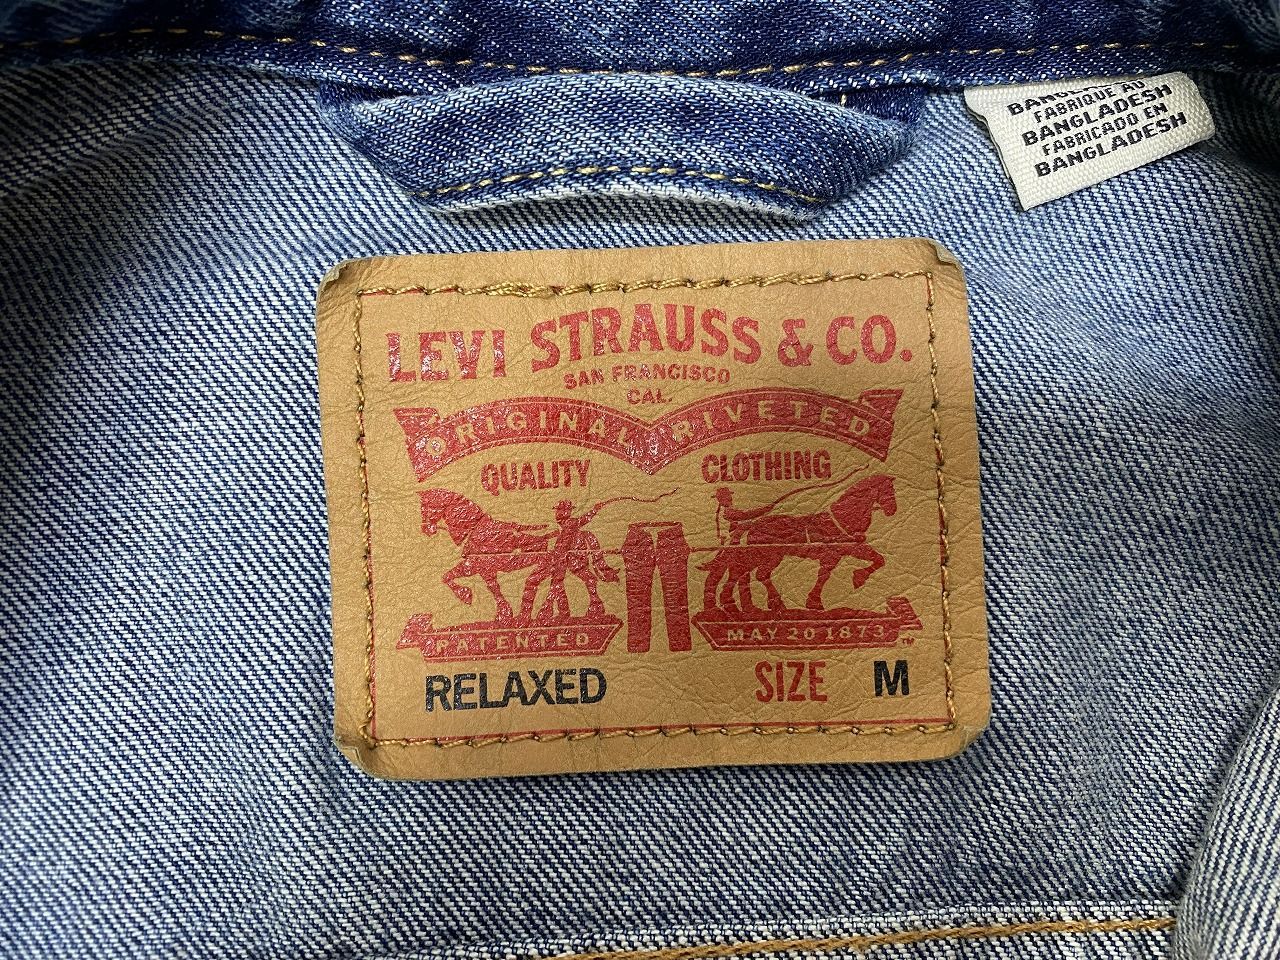 FABRIQUE AU
BANGLADESH
FABRICADO EN
BANGLADESH
LEVI STRAUSS & CO.
SAN FRANCISCO
CAL.
ORIGINAL RIVETED
QUALITY CLOTHING
PATENTED MAY 20 1873 ™
RELAXED SIZE M